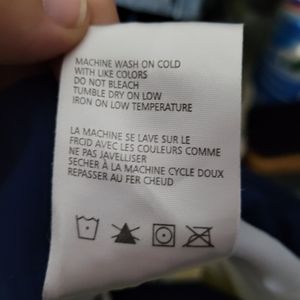 MACHINE WASH ON COLD
WITH LIKE COLORS
DO NOT BLEACH
TUMBLE DRY ON LOW
IRON ON LOW TEMPERATURE
LA MACHINE SE LAVE SUR LE
FRCID AVEC LES COULEURS COMME
NE PAS JAVELLISER
SECHER À LA MACHINE CYCLE DOUX
REPASSER AU FER CHEUD